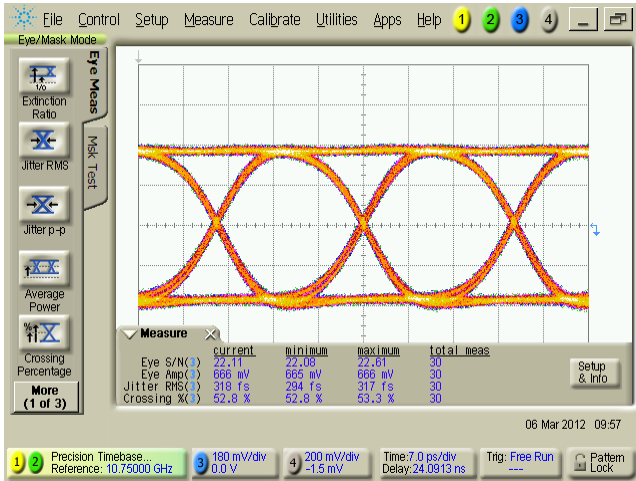 File Control Setup Measure Calibrate Utilities Apps Help 1 2 3 4
Eye/Mask Mode
Eye Meas
Msk Test
1/0
Extinction
Ratio
Jitter RMS
Jitter p-p
Average
Power
%
Crossing
Percentage
More
(1 of 3)
Measure
current minimum maximum total meas
Eye S/N(3) 22.11 22.08 22.61 30
Eye Amp(3) 666 mV 665 mV 666 mV 30
Jitter RMS(3) 318 fs 294 fs 317 fs 30
Crossing %(3) 52.8 % 52.8 % 53.3 % 30
Setup
& Info
06 Mar 2012 09:57
1 2 Precision Timebase...
Reference: 10.75000 GHz
3 180 mV/div
0.0 V
4 200 mV/div
-1.5 mV
Time:7.0 ps/div
Delay:24.0913 ns
Trig: Free Run
---
Pattern
Lock